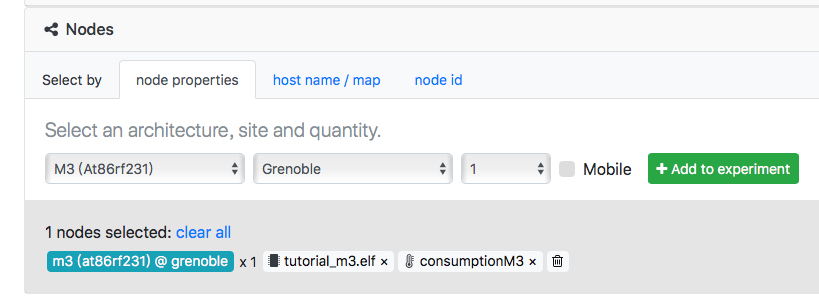 Nodes
Select by node properties host name / map node id
Select an architecture, site and quantity.
M3 (At86rf231) Grenoble 1 Mobile + Add to experiment
1 nodes selected: clear all
m3 (at86rf231) @ grenoble x 1 tutorial_m3.elf × consumptionM3 ×